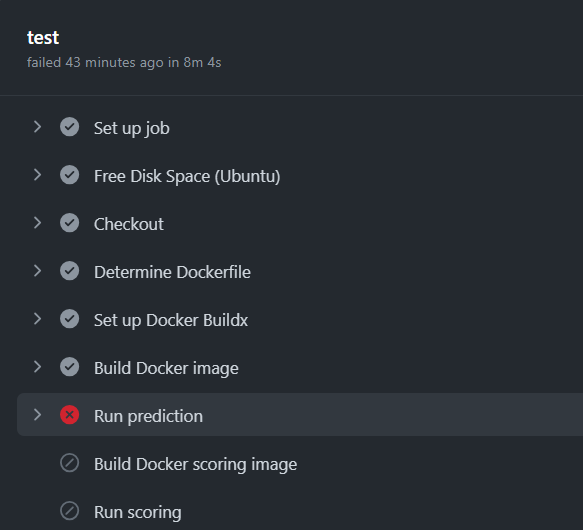 test
failed 43 minutes ago in 8m 4s
Set up job
Free Disk Space (Ubuntu)
Checkout
Determine Dockerfile
Set up Docker Buildx
Build Docker image
Run prediction
Build Docker scoring image
Run scoring